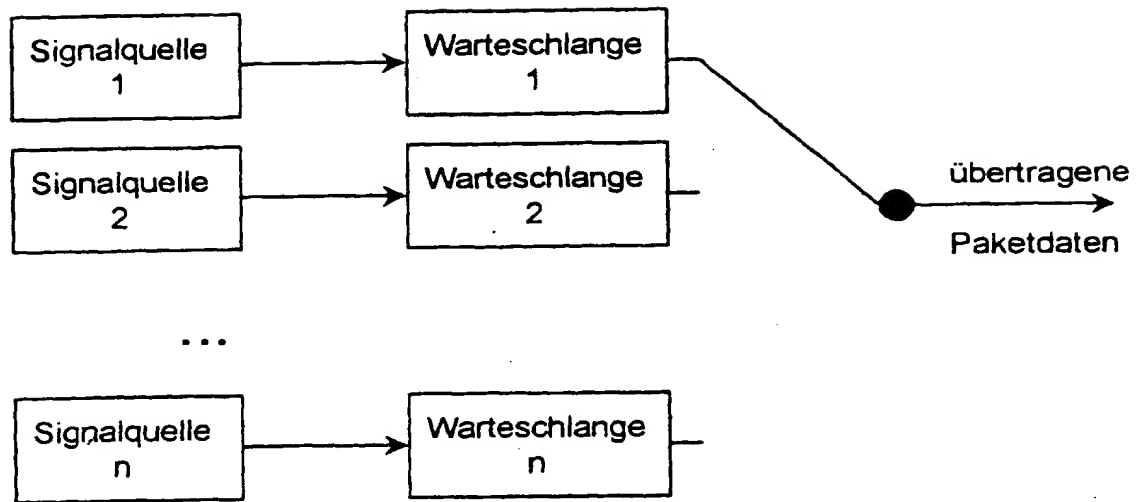 Signalquelle
1
Warteschlange
1
Signalquelle
2
Warteschlange
2
übertragene
Paketdaten
...
Signalquelle
n
Warteschlange
n